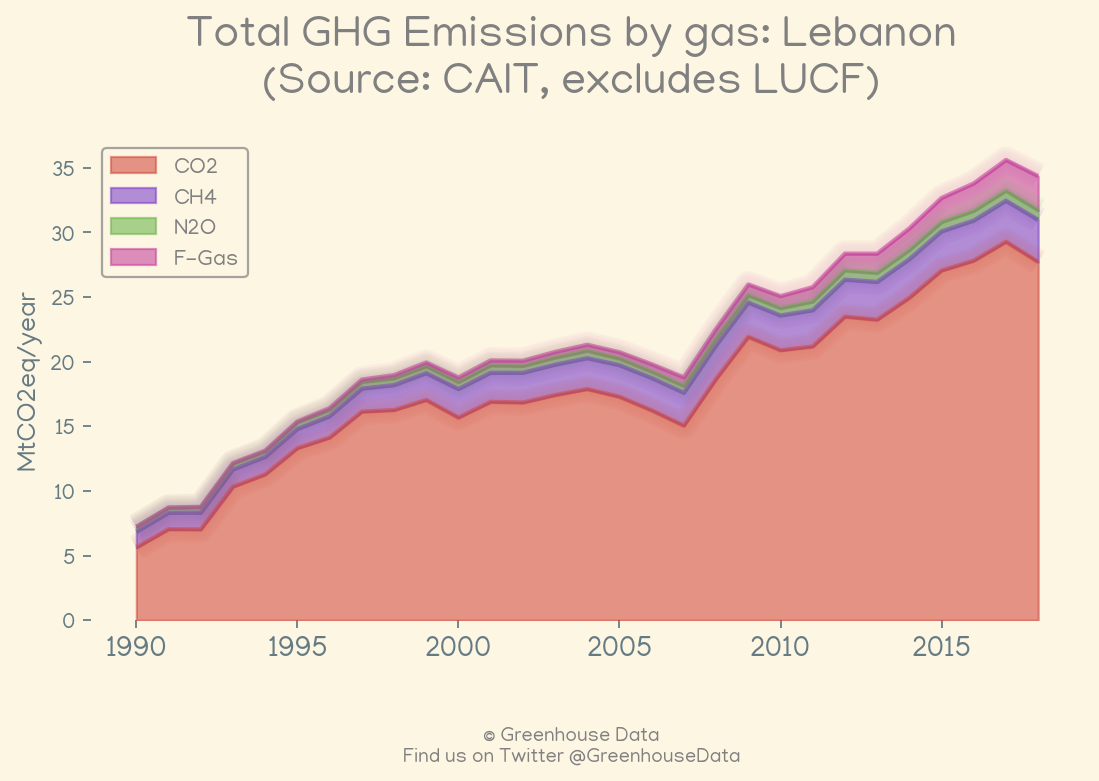 Total GHG Emissions by gas: Lebanon
(Source: CAIT, excludes LUCF)
CO2
CH4
N2O
F-Gas
MtCO2eq/year
35
30
25
20
15
10
5
0
1990 1995 2000 2005 2010 2015
© Greenhouse Data
Find us on Twitter @GreenhouseData